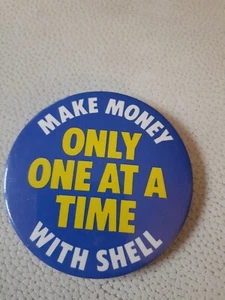 MAKE MONEY
ONLY
ONE AT A
TIME
WITH SHELL